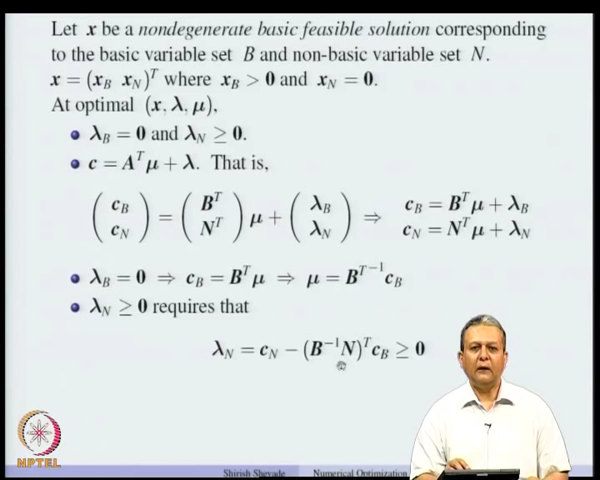 Let x be a nondegenerate basic feasible solution corresponding
to the basic variable set B and non-basic variable set N.
x = (x_B x_N)^T where x_B > 0 and x_N = 0.
At optimal (x, λ, μ),
• λ_B = 0 and λ_N ≥ 0.
• c = A^T μ + λ. That is,
( c_B c_N ) = ( B^T N^T ) μ + ( λ_B λ_N ) ⇒ c_B = B^T μ + λ_B
c_N = N^T μ + λ_N
• λ_B = 0 ⇒ c_B = B^T μ ⇒ μ = B^{T^{-1}} c_B
• λ_N ≥ 0 requires that
λ_N = c_N − (B^{-1}N)^T c_B ≥ 0
NPTEL
Shirish Shevade Numerical Optimization